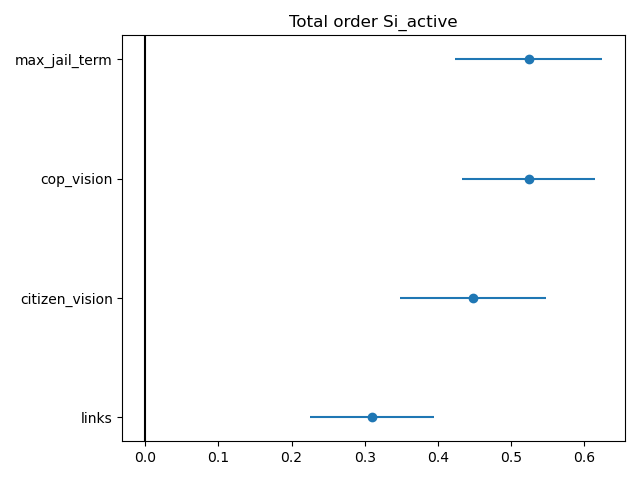 Total order Si_active
max_jail_term
cop_vision
citizen_vision
links
0.0 0.1 0.2 0.3 0.4 0.5 0.6